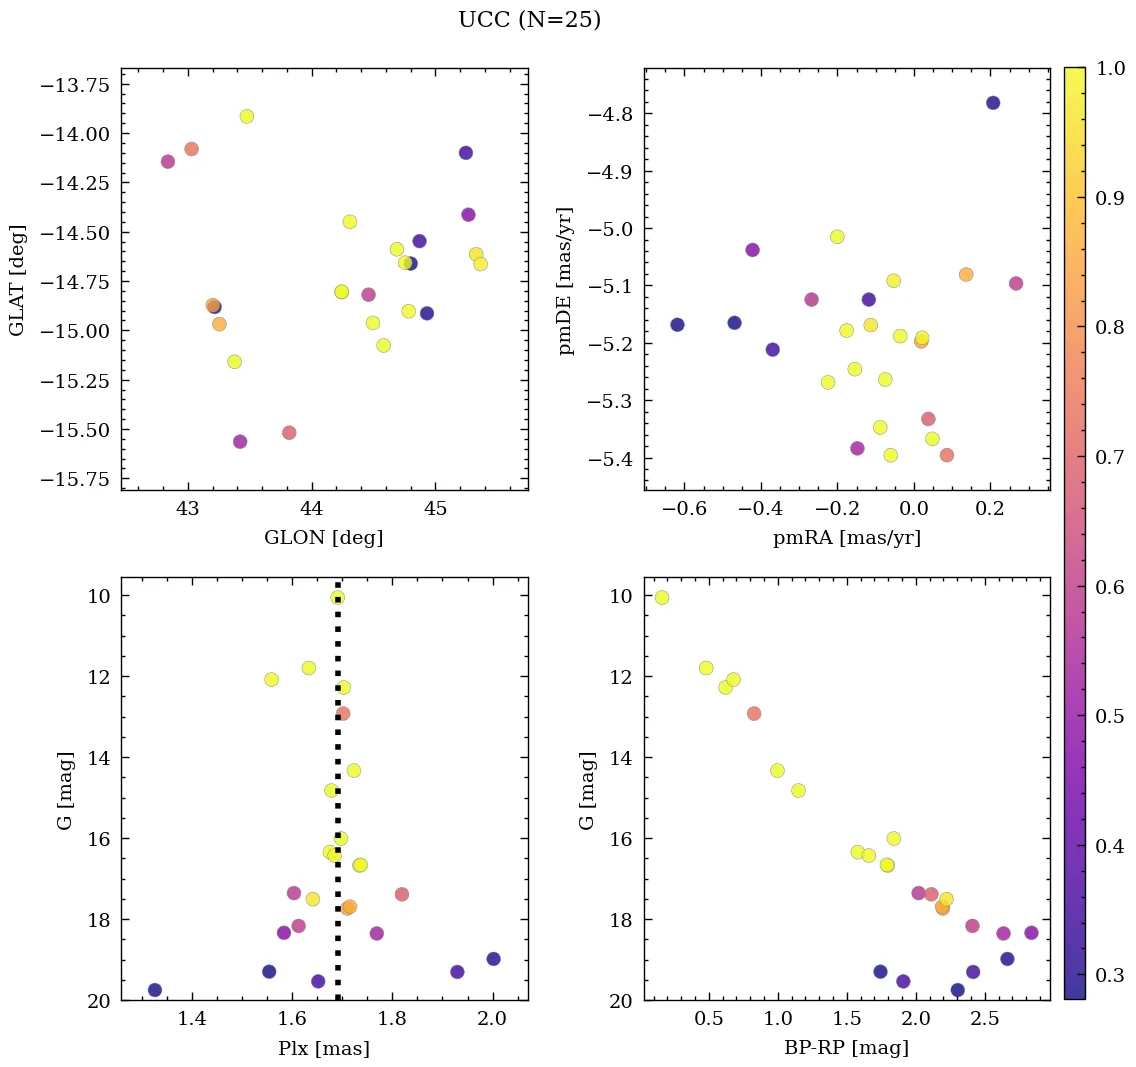 UCC (N=25)
−13.75
−14.00
−14.25
−14.50
−14.75
−15.00
−15.25
−15.50
−15.75
GLAT [deg]
43 44 45
GLON [deg]
−4.8
−4.9
−5.0
−5.1
−5.2
−5.3
−5.4
pmDE [mas/yr]
−0.6 −0.4 −0.2 0.0 0.2
pmRA [mas/yr]
10
12
14
16
18
20
G [mag]
1.4 1.6 1.8 2.0
Plx [mas]
10
12
14
16
18
20
G [mag]
0.5 1.0 1.5 2.0 2.5
BP-RP [mag]
1.0
0.9
0.8
0.7
0.6
0.5
0.4
0.3